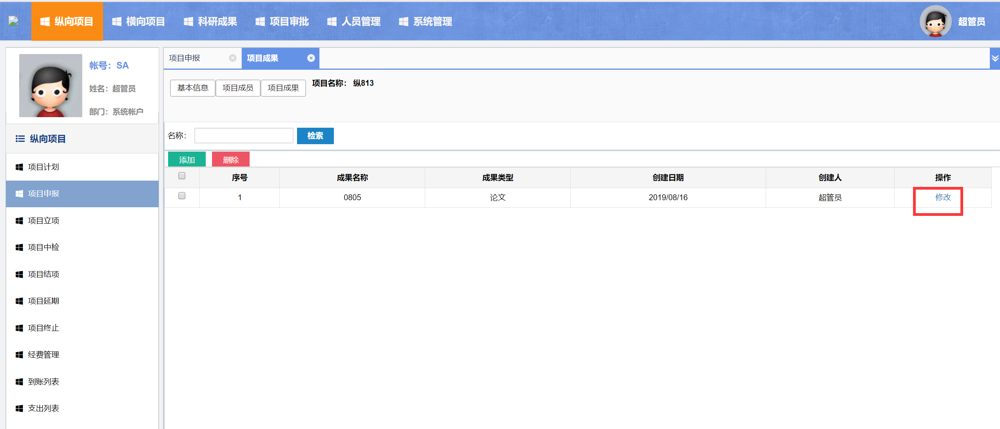 纵向项目 横向项目 科研成果 项目审批 人员管理 系统管理 超管员
帐号：SA
姓名：超管员
部门：系统帐户
纵向项目
项目计划
项目申报
项目立项
项目中检
项目结项
项目延期
项目终止
经费管理
到账列表
支出列表
项目申报 项目成果
基本信息 项目成员 项目成果 项目名称： 纵813
名称： 检索
添加 删除
序号 成果名称 成果类型 创建日期 创建人 操作
1 0805 论文 2019/08/16 超管员 修改